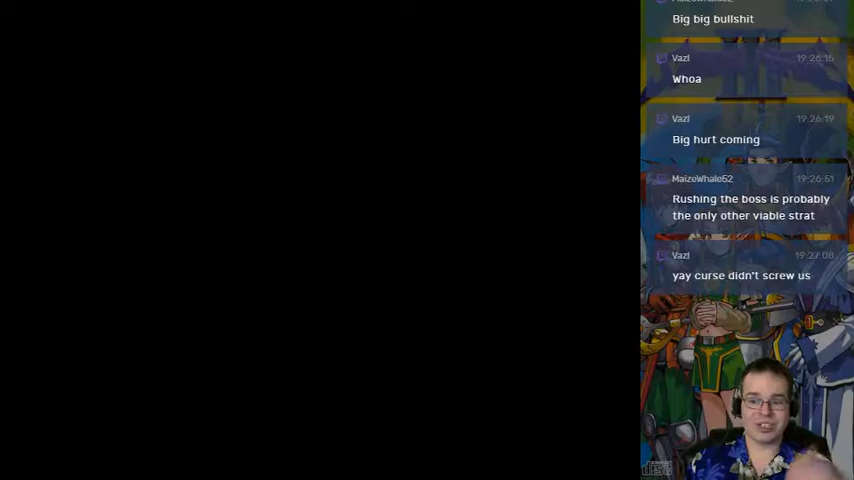 Big big bullshit
Vazl
19:26:15
Whoa
Vazl
19:26:19
Big hurt coming
MaizeWhale52
19:26:51
Rushing the boss is probably
the only other viable strat
Vazl
19:27:08
yay curse didn't screw us